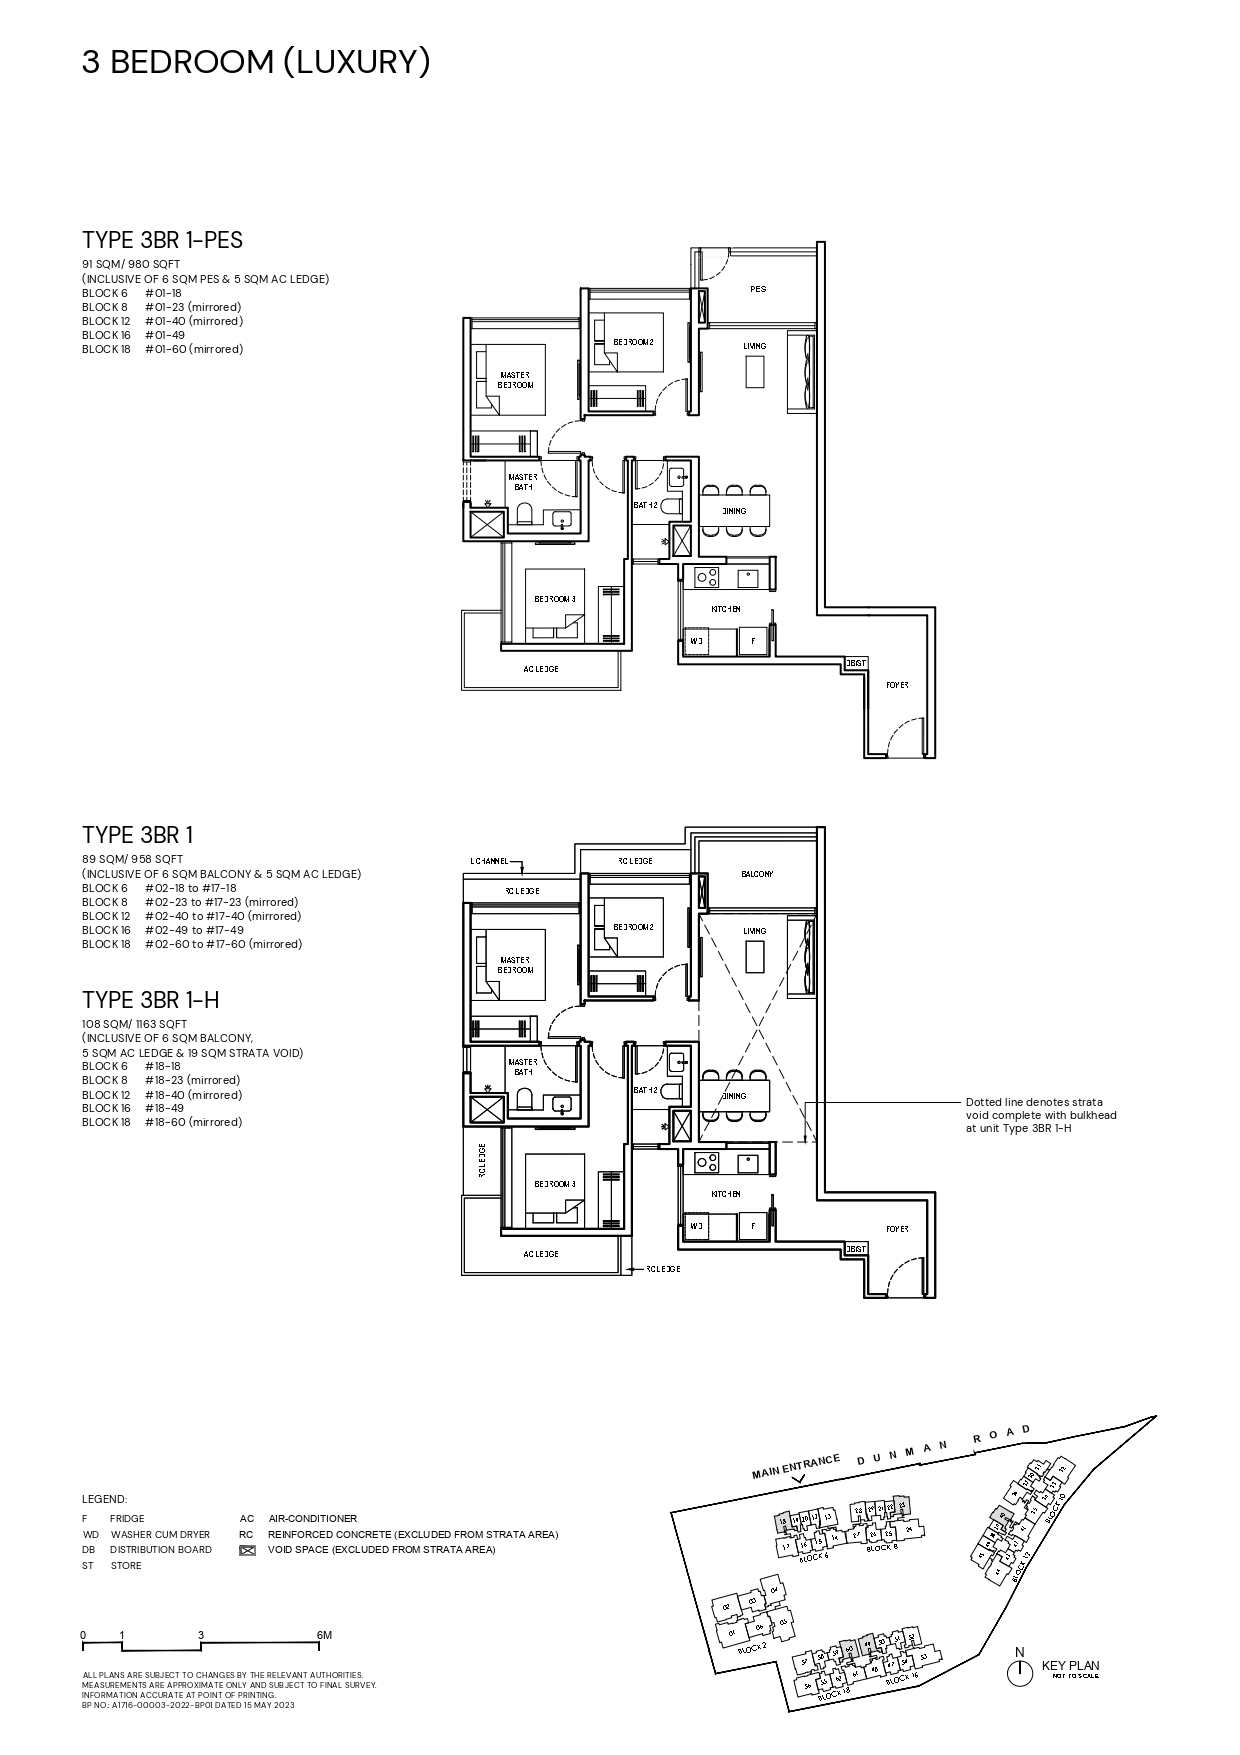 3 BEDROOM (LUXURY)
TYPE 3BR 1-PES
91 SQM/ 980 SQFT
(INCLUSIVE OF 6 SQM PES & 5 SQM AC LEDGE)
BLOCK 6 #01-18
BLOCK 8 #01-23 (mirrored)
BLOCK 12 #01-40 (mirrored)
BLOCK 16 #01-49
BLOCK 18 #01-60 (mirrored)
PES
BEDROOM 2
LIVING
MASTER
BEDROOM
MASTER
BATH
BATH 2
DINING
BEDROOM 3
KITCHEN
WD
F
DB/ST
AC LEDGE
FOYER
TYPE 3BR 1
89 SQM/ 958 SQFT
(INCLUSIVE OF 6 SQM BALCONY & 5 SQM AC LEDGE)
BLOCK 6 #02-18 to #17-18
BLOCK 8 #02-23 to #17-23 (mirrored)
BLOCK 12 #02-40 to #17-40 (mirrored)
BLOCK 16 #02-49 to #17-49
BLOCK 18 #02-60 to #17-60 (mirrored)
TYPE 3BR 1-H
108 SQM/ 1163 SQFT
(INCLUSIVE OF 6 SQM BALCONY,
5 SQM AC LEDGE & 19 SQM STRATA VOID)
BLOCK 6 #18-18
BLOCK 8 #18-23 (mirrored)
BLOCK 12 #18-40 (mirrored)
BLOCK 16 #18-49
BLOCK 18 #18-60 (mirrored)
L CHANNEL
RC LEDGE
RC LEDGE
BALCONY
BEDROOM 2
LIVING
MASTER
BEDROOM
MASTER
BATH
BATH 2
DINING
Dotted line denotes strata
void complete with bulkhead
at unit Type 3BR 1-H
RC LEDGE
BEDROOM 3
KITCHEN
WD
F
FOYER
DB/ST
AC LEDGE
RC LEDGE
LEGEND:
F FRIDGE
WD WASHER CUM DRYER
DB DISTRIBUTION BOARD
ST STORE
AC AIR-CONDITIONER
RC REINFORCED CONCRETE (EXCLUDED FROM STRATA AREA)
VOID SPACE (EXCLUDED FROM STRATA AREA)
0 1 3 6M
ALL PLANS ARE SUBJECT TO CHANGES BY THE RELEVANT AUTHORITIES.
MEASUREMENTS ARE APPROXIMATE ONLY AND SUBJECT TO FINAL SURVEY.
INFORMATION ACCURATE AT POINT OF PRINTING.
BP NO.: A1716-00003-2022-BP01 DATED 15 MAY 2023
MAIN ENTRANCE
DUNMAN ROAD
BLOCK 6
BLOCK 8
BLOCK 10
BLOCK 12
BLOCK 2
BLOCK 18
BLOCK 16
N
KEY PLAN
NOT TO SCALE